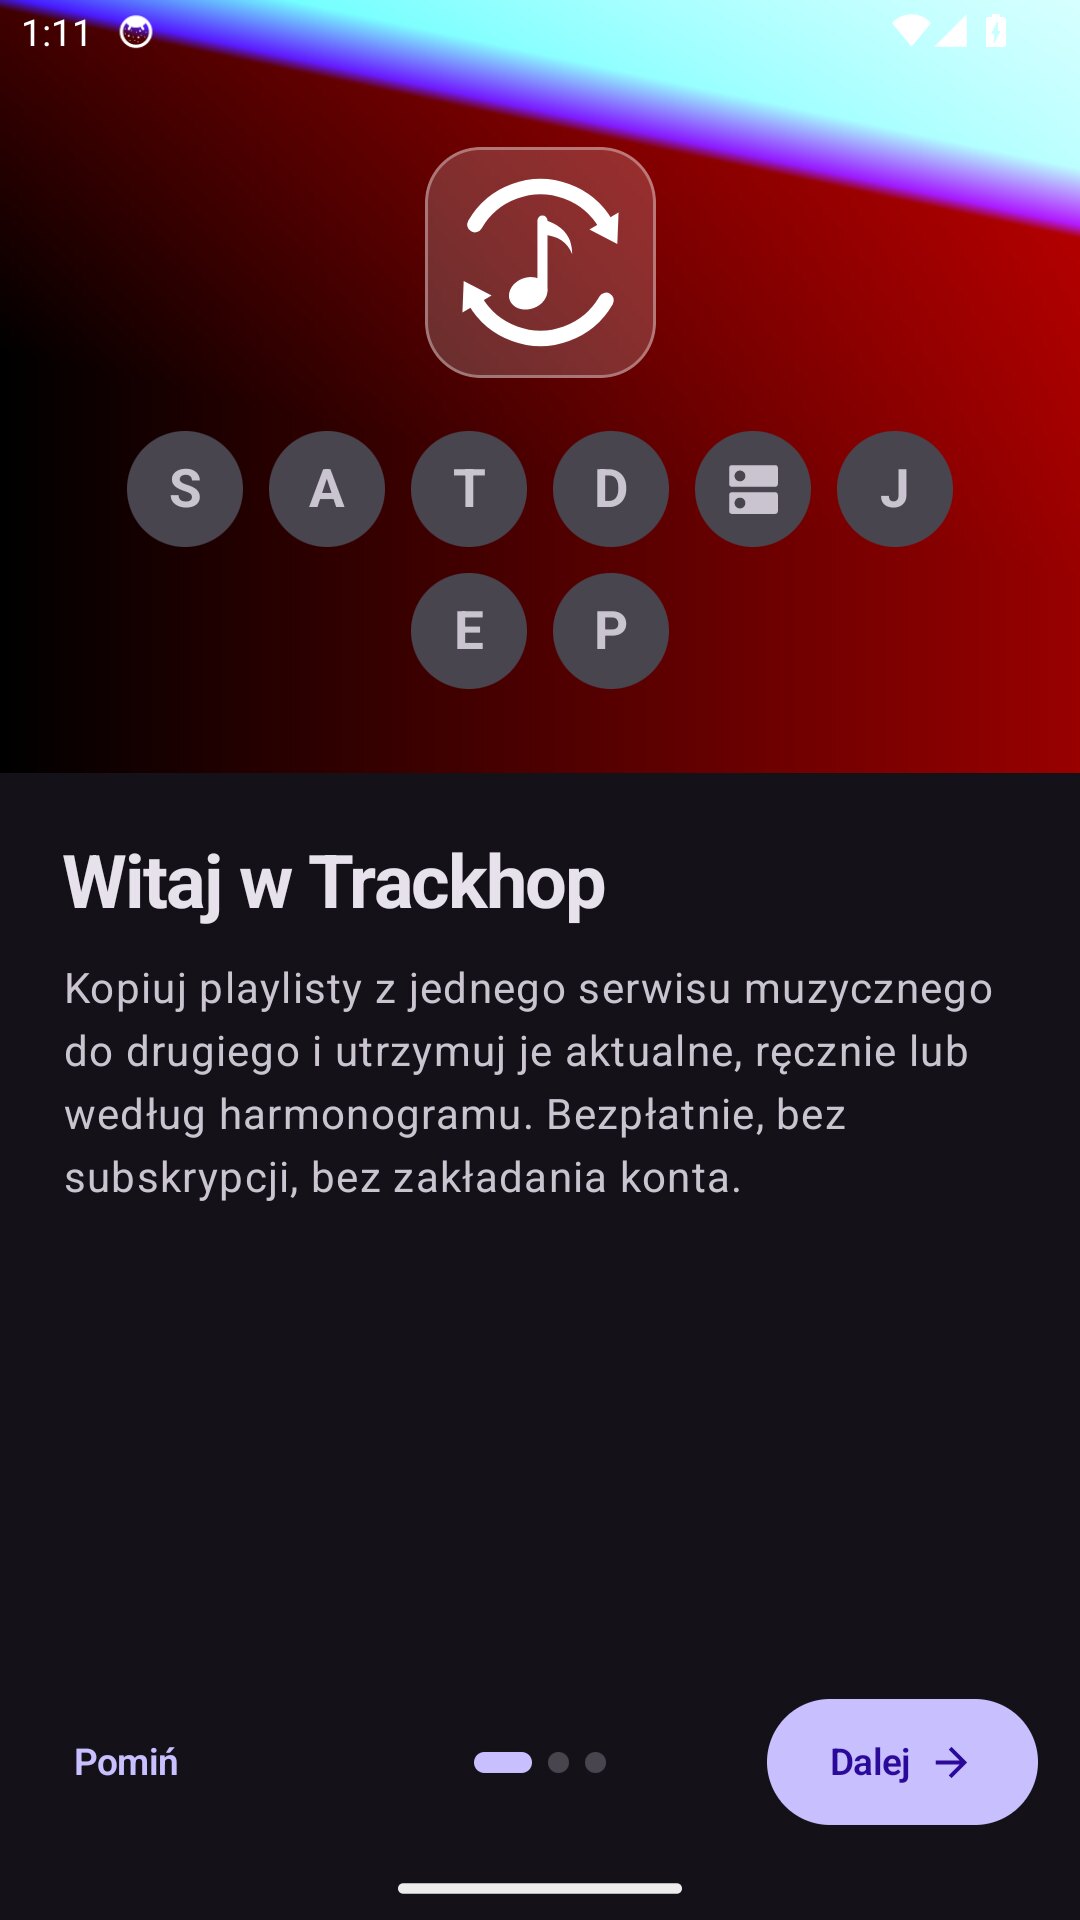 1:11
S A T D J
E P
Witaj w Trackhop
Kopiuj playlisty z jednego serwisu muzycznego
do drugiego i utrzymuj je aktualne, ręcznie lub
według harmonogramu. Bezpłatnie, bez
subskrypcji, bez zakładania konta.
Pomiń
Dalej